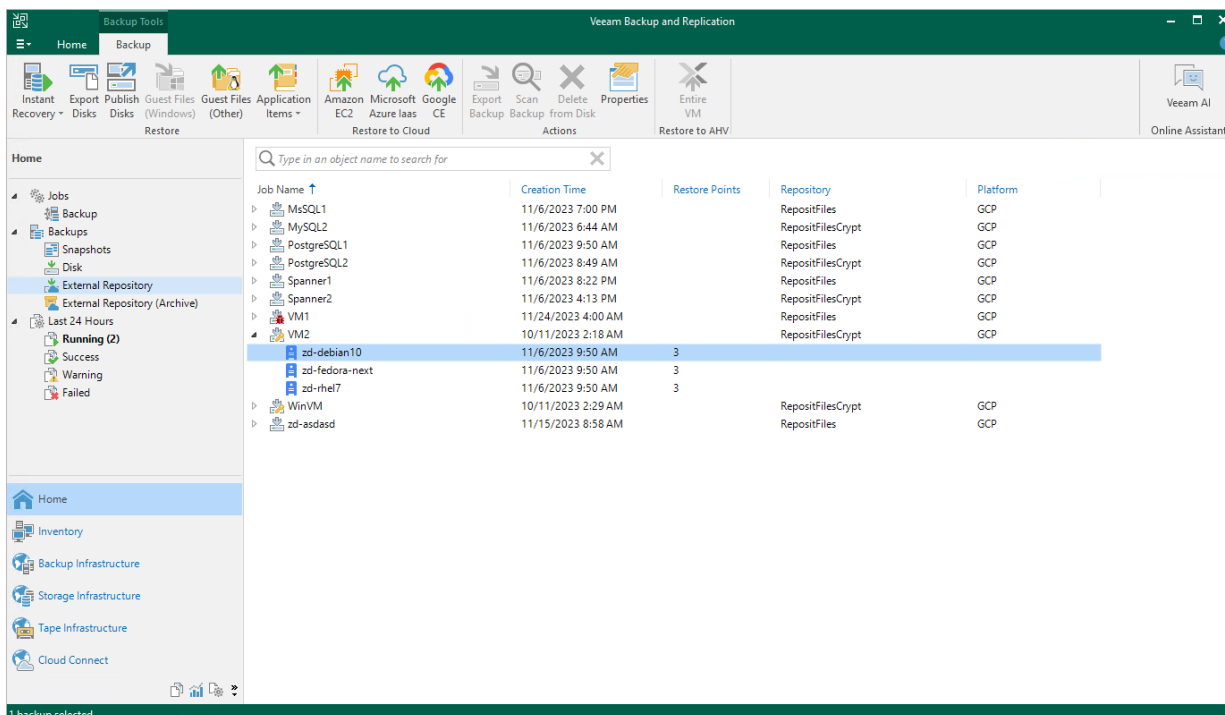 Backup Tools
Veeam Backup and Replication
Home Backup
Instant Recovery
Export Disks
Publish Disks
Guest Files (Windows)
Guest Files (Other)
Application Items
Amazon EC2
Microsoft Azure Iaas
Google CE
Export Backup
Scan Backup
Delete from Disk
Properties
Entire VM
Veeam AI
Restore
Restore to Cloud
Actions
Restore to AHV
Online Assistant
Home
Type in an object name to search for
Jobs
Backup
Backups
Snapshots
Disk
External Repository
External Repository (Archive)
Last 24 Hours
Running (2)
Success
Warning
Failed
Job Name Creation Time Restore Points Repository Platform
MsSQL1 11/6/2023 7:00 PM RepositFiles GCP
MySQL2 11/6/2023 6:44 AM RepositFilesCrypt GCP
PostgreSQL1 11/6/2023 9:50 AM RepositFiles GCP
PostgreSQL2 11/6/2023 8:49 AM RepositFilesCrypt GCP
Spanner1 11/6/2023 8:22 PM RepositFiles GCP
Spanner2 11/6/2023 4:13 PM RepositFilesCrypt GCP
VM1 11/24/2023 4:00 AM RepositFiles GCP
VM2 10/11/2023 2:18 AM RepositFilesCrypt GCP
zd-debian10 11/6/2023 9:50 AM 3
zd-fedora-next 11/6/2023 9:50 AM 3
zd-rhel7 11/6/2023 9:50 AM 3
WinVM 10/11/2023 2:29 AM RepositFilesCrypt GCP
zd-asdasd 11/15/2023 8:58 AM RepositFiles GCP
Home
Inventory
Backup Infrastructure
Storage Infrastructure
Tape Infrastructure
Cloud Connect
1 backup selected